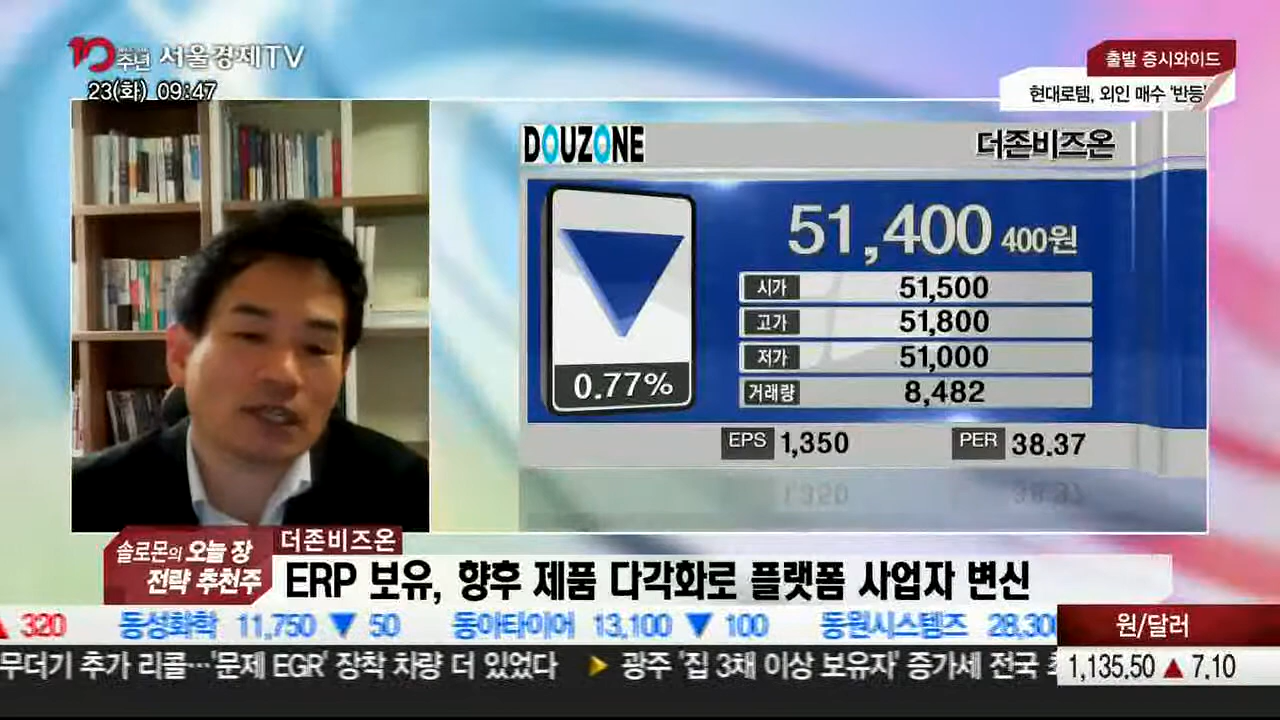 10주년 서울경제TV
23(화) 09:47
출발 증시와이드
현대로템, 외인 매수 '반등'
DOUZONE
더존비즈온
51,400 400원
0.77%
시가 51,500
고가 51,800
저가 51,000
거래량 8,482
EPS 1,350
PER 38.37
솔로몬의 오늘 장
전략 추천주
더존비즈온
ERP 보유, 향후 제품 다각화로 플랫폼 사업자 변신
▲ 320 동성화학 11,750 ▼ 50 동아타이어 13,100 ▼ 100 동원시스템즈 28,300
원/달러
무더기 추가 리콜…'문제 EGR' 장착 차량 더 있었다 ▶ 광주 '집 3채 이상 보유자' 증가세 전국
1,135.50 ▲ 7.10